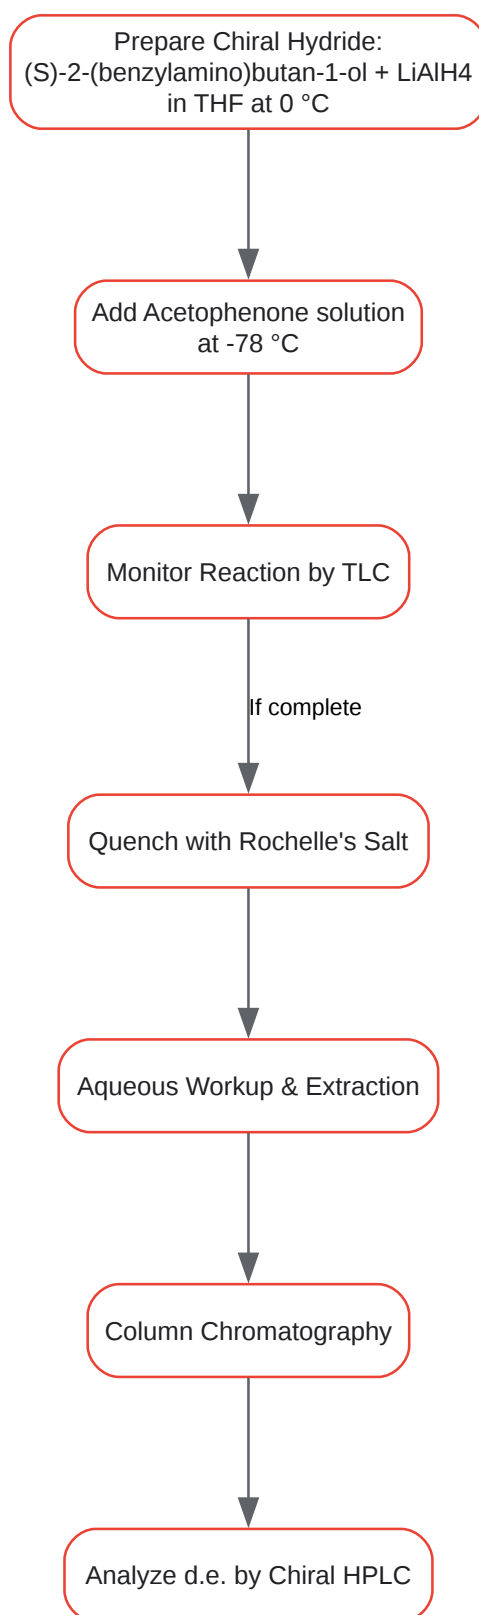 Prepare Chiral Hydride:
(S)-2-(benzylamino)butan-1-ol + LiAlH4
in THF at 0 °C
Add Acetophenone solution
at -78 °C
Monitor Reaction by TLC
If complete
Quench with Rochelle's Salt
Aqueous Workup & Extraction
Column Chromatography
Analyze d.e. by Chiral HPLC